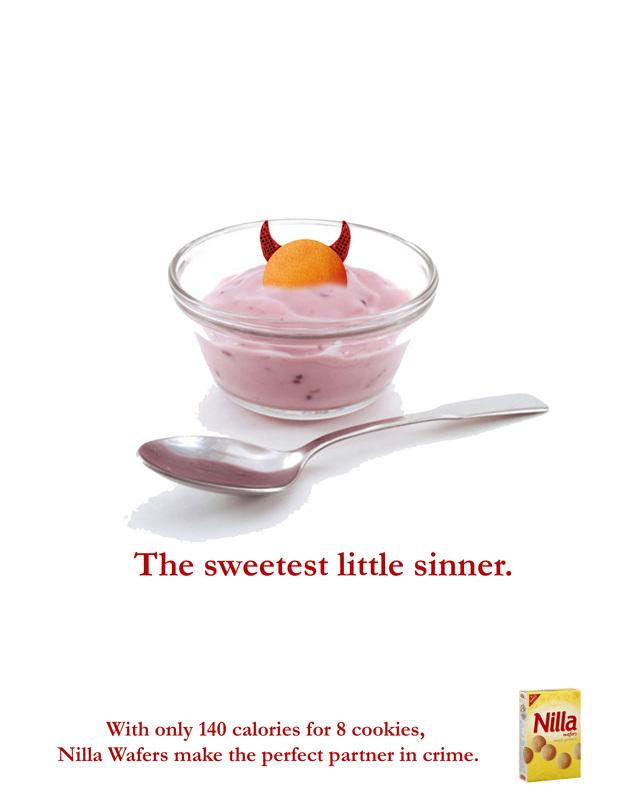 The sweetest little sinner.
With only 140 calories for 8 cookies,
Nilla Wafers make the perfect partner in crime.
Nilla
wafers